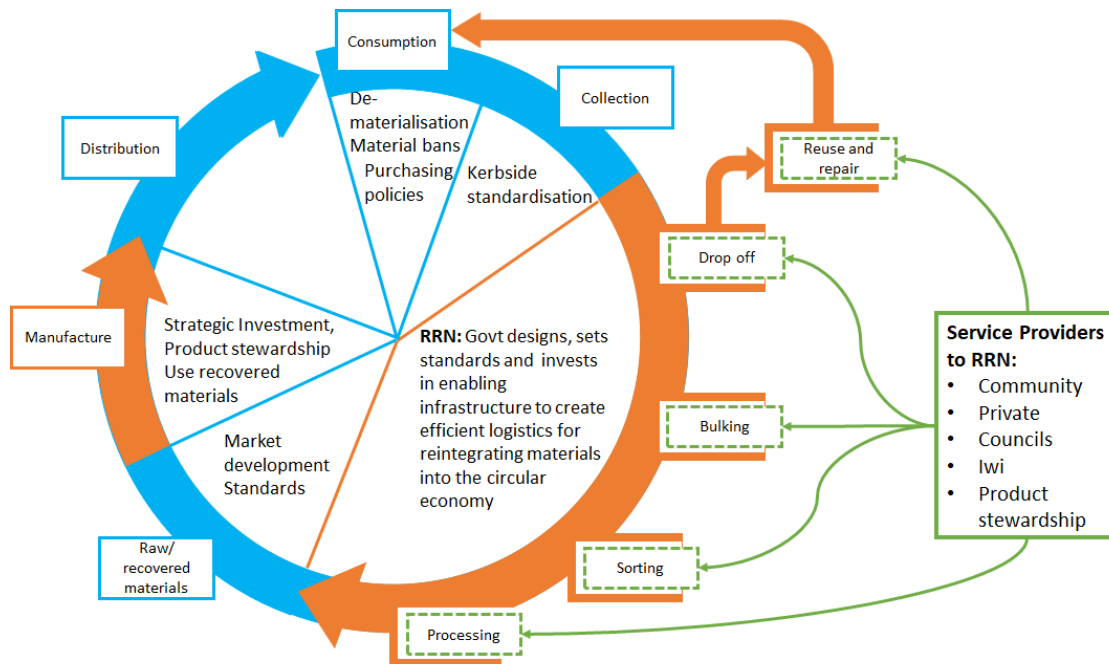 Consumption
Collection
Distribution
De-
materialisation
Material bans
Purchasing
policies
Kerbside
standardisation
Reuse and
repair
Drop off
Manufacture
Strategic Investment,
Product stewardship
Use recovered
materials
RRN: Govt designs, sets
standards and invests
in enabling
infrastructure to create
efficient logistics for
reintegrating materials
into the circular
economy
Service Providers
to RRN:
• Community
• Private
• Councils
• Iwi
• Product
stewardship
Bulking
Market
development
Standards
Raw/
recovered
materials
Sorting
Processing